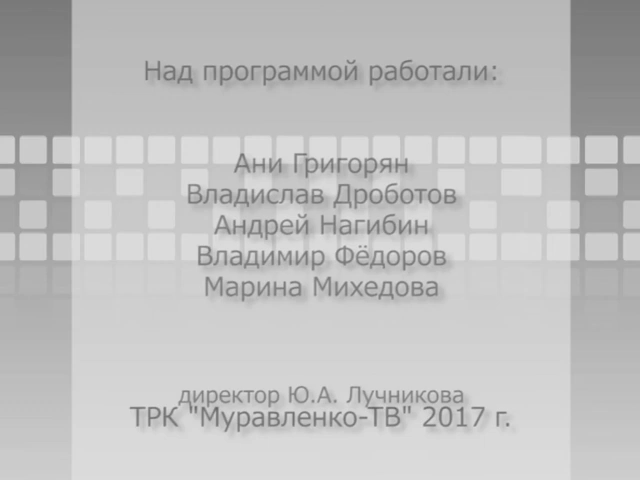 Над программой работали:
Ани Григорян
Владислав Дроботов
Андрей Нагибин
Владимир Фёдоров
Марина Михедова
директор Ю.А. Лучникова
ТРК "Муравленко-ТВ" 2017 г.